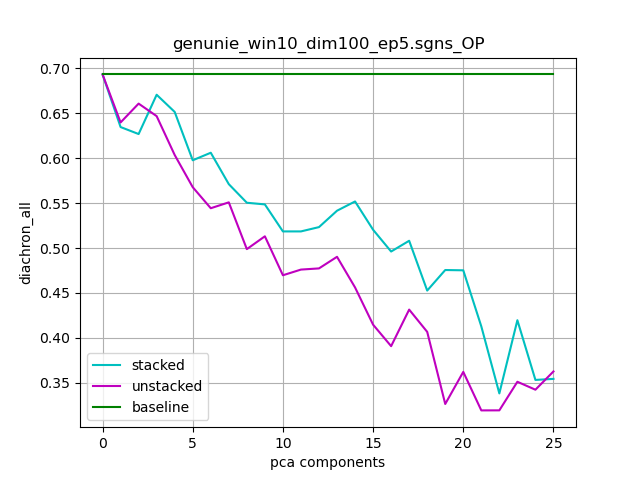 genunie_win10_dim100_ep5.sgns_OP
0.70
0.65
0.60
0.55
0.50
0.45
0.40
0.35
diachron_all
stacked
unstacked
baseline
0 5 10 15 20 25
pca components